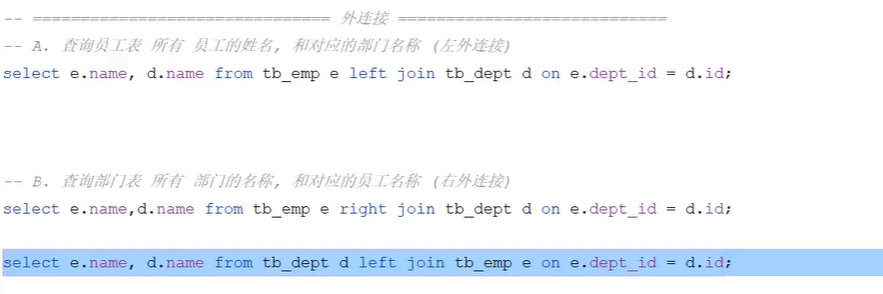 -- =============================== 外连接 ============================
-- A. 查询员工表 所有 员工的姓名, 和对应的部门名称 (左外连接)
select e.name, d.name from tb_emp e left join tb_dept d on e.dept_id = d.id;
-- B. 查询部门表 所有 部门的名称, 和对应的员工名称 (右外连接)
select e.name,d.name from tb_emp e right join tb_dept d on e.dept_id = d.id;
select e.name, d.name from tb_dept d left join tb_emp e on e.dept_id = d.id;